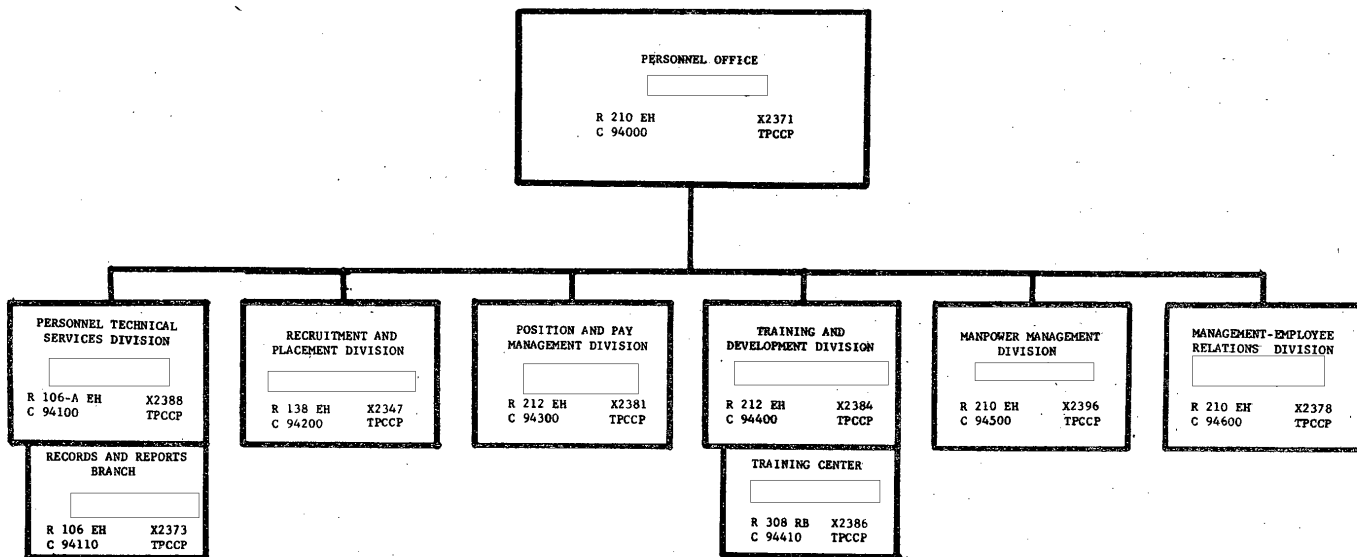 PERSONNEL OFFICE
R 210 EH X2371
C 94000 TPCCP
PERSONNEL TECHNICAL
SERVICES DIVISION
R 106-A EH X2388
C 94100 TPCCP
RECORDS AND REPORTS
BRANCH
R 106 EH X2373
C 94110 TPCCP
RECRUITMENT AND
PLACEMENT DIVISION
R 138 EH X2347
C 94200 TPCCP
POSITION AND PAY
MANAGEMENT DIVISION
R 212 EH X2381
C 94300 TPCCP
TRAINING AND
DEVELOPMENT DIVISION
R 212 EH X2384
C 94400 TPCCP
TRAINING CENTER
R 308 RB X2386
C 94410 TPCCP
MANPOWER MANAGEMENT
DIVISION
R 210 EH X2396
C 94500 TPCCP
MANAGEMENT-EMPLOYEE
RELATIONS DIVISION
R 210 EH X2378
C 94600 TPCCP